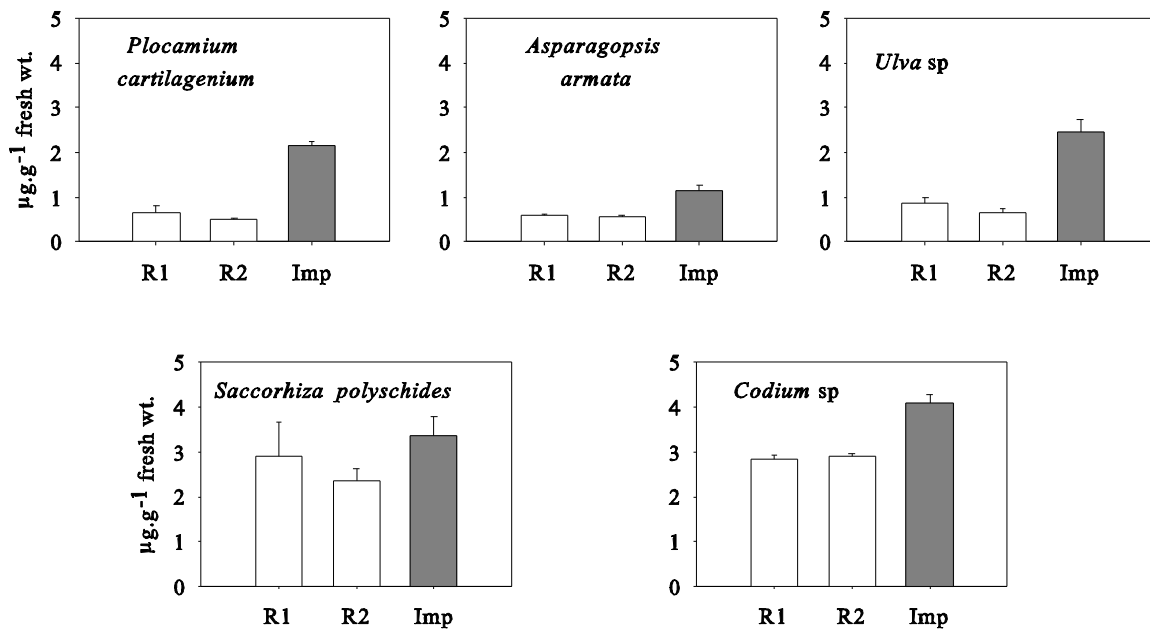 Plocamium
cartilagenium
µg.g-1 fresh wt.
5
4
3
2
1
0
R1 R2 Imp
Asparagopsis
armata
5
4
3
2
1
0
R1 R2 Imp
Ulva sp
5
4
3
2
1
0
R1 R2 Imp
Saccorhiza polyschides
µg.g-1 fresh wt.
5
4
3
2
1
0
R1 R2 Imp
Codium sp
5
4
3
2
1
0
R1 R2 Imp